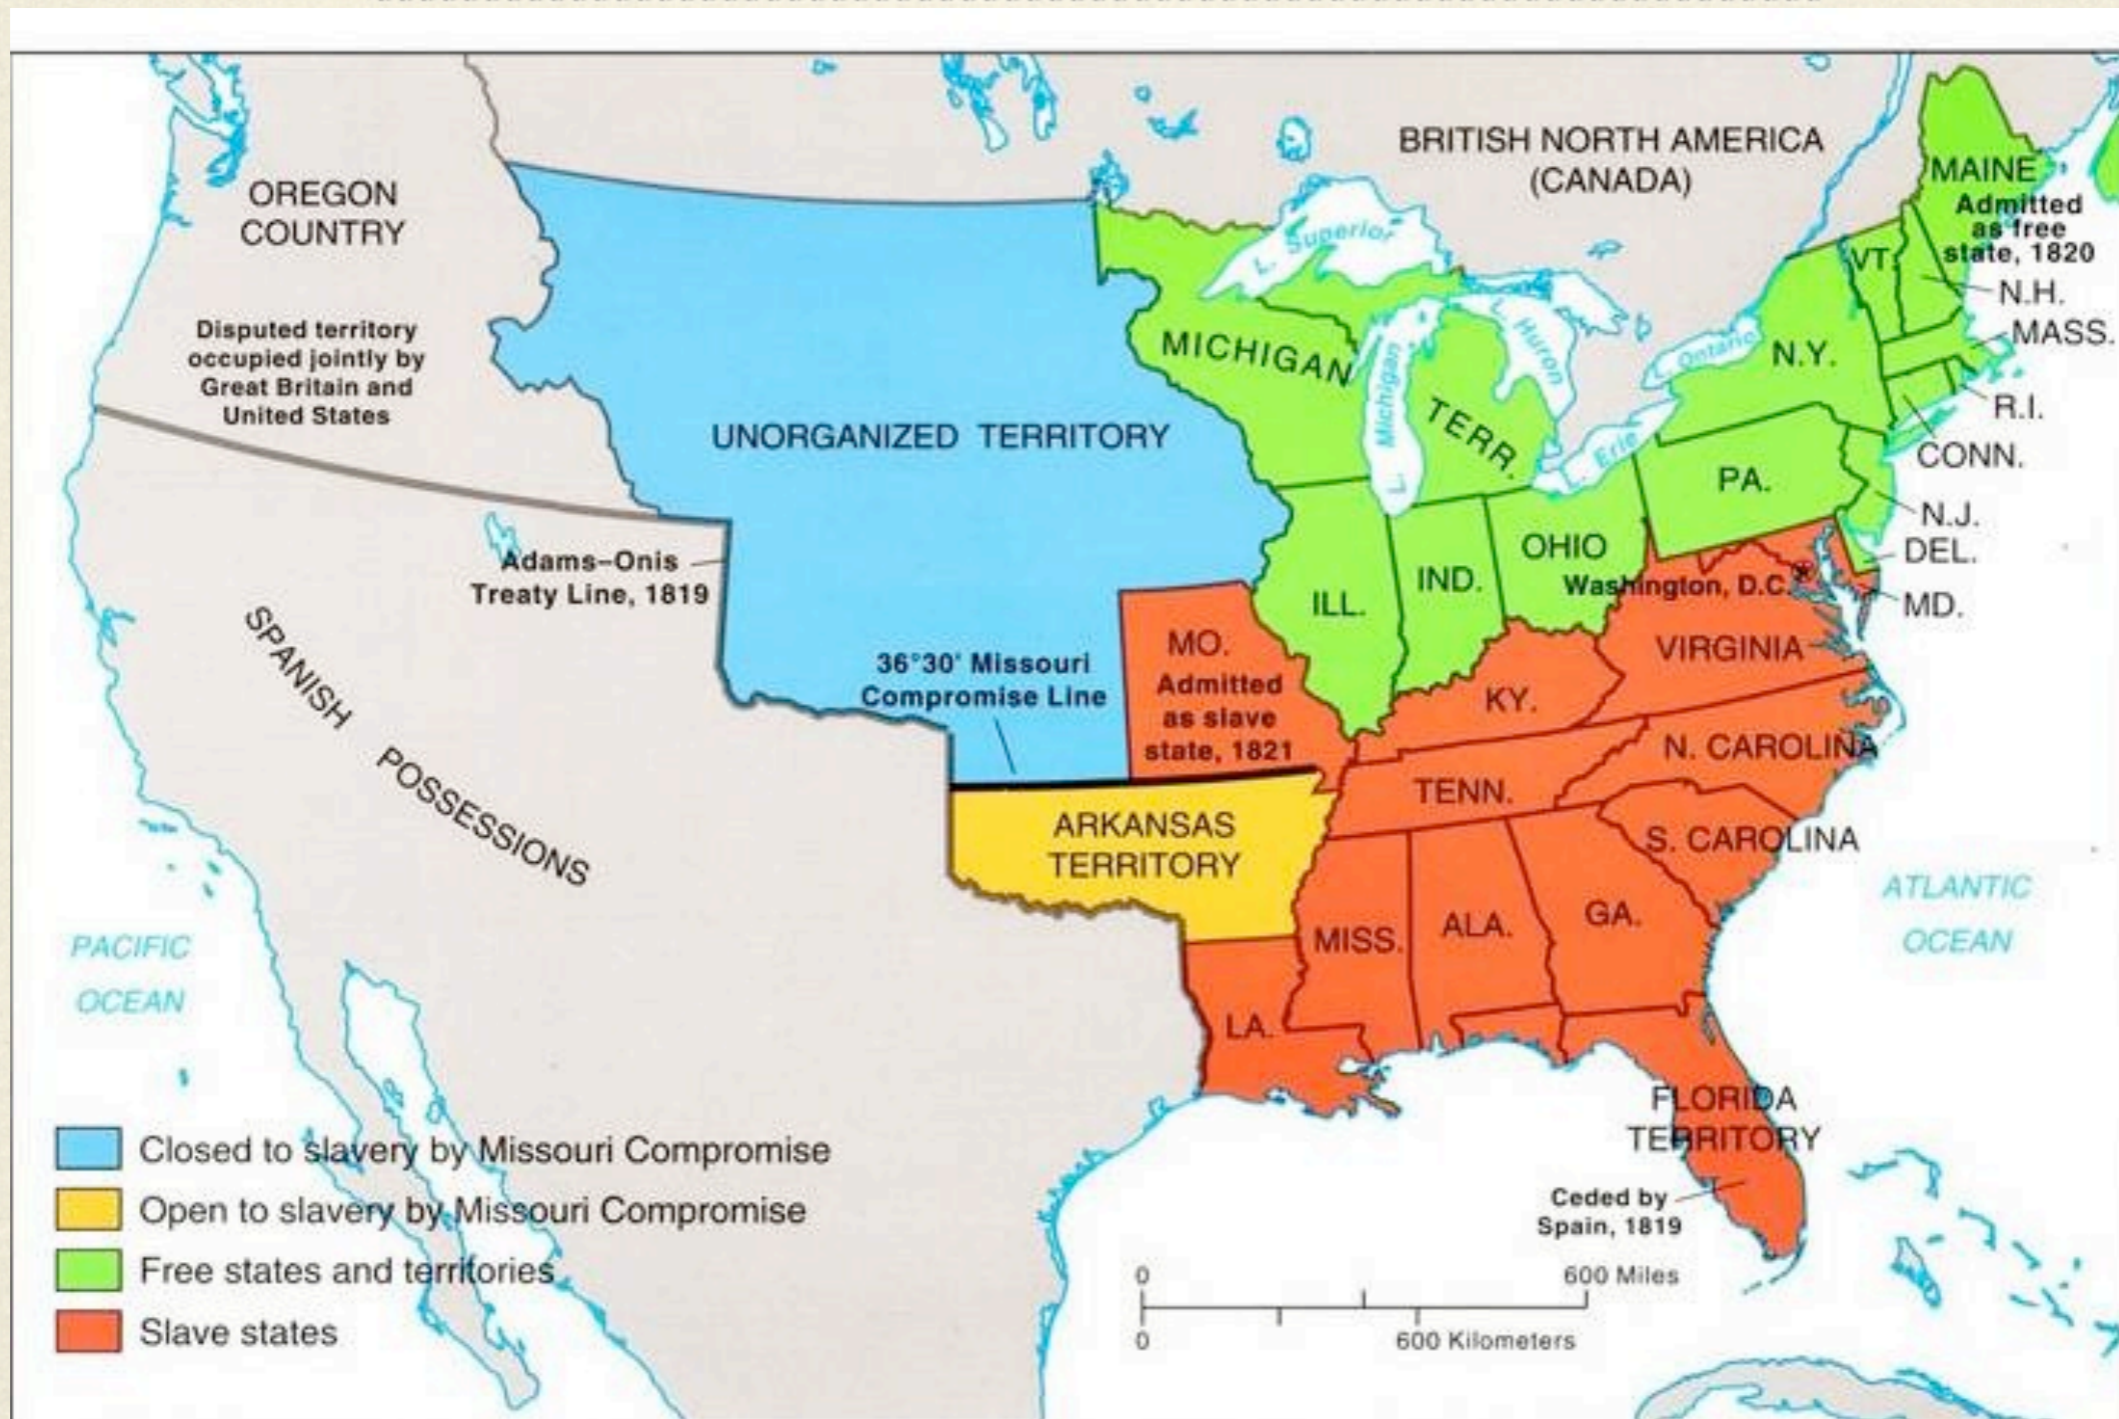 BRITISH NORTH AMERICA
(CANADA)
OREGON
COUNTRY
Disputed territory
occupied jointly by
Great Britain and
United States
MAINE
Admitted
as free
state, 1820
VT.
N.H.
MASS.
N.Y.
R.I.
CONN.
PA.
N.J.
DEL.
MD.
L. Superior
L. Michigan
L. Huron
L. Erie
Ontario
MICHIGAN
TERR.
UNORGANIZED TERRITORY
Adams–Onis
Treaty Line, 1819
SPANISH POSSESSIONS
36°30' Missouri
Compromise Line
MO.
Admitted
as slave
state, 1821
ILL.
IND.
OHIO
Washington, D.C.
VIRGINIA
KY.
N. CAROLINA
TENN.
S. CAROLINA
ARKANSAS
TERRITORY
MISS.
ALA.
GA.
LA.
FLORIDA
TERRITORY
Ceded by
Spain, 1819
PACIFIC
OCEAN
ATLANTIC
OCEAN
Closed to slavery by Missouri Compromise
Open to slavery by Missouri Compromise
Free states and territories
Slave states
0
600 Miles
0
600 Kilometers